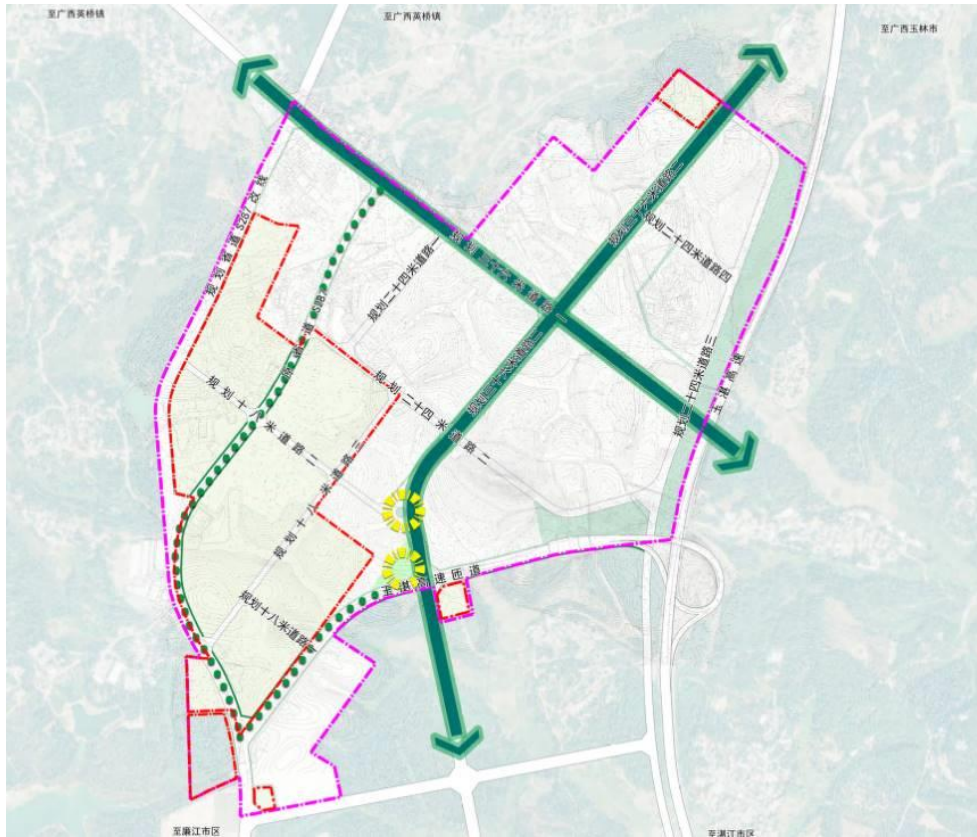 至广西英桥镇
至广西英桥镇
至广西玉林市
规划省道S287改线
规划二十四米道路一
规划二十四米道路四
规划十八米道路二
规划二十四米道路二
规划二十四米道路三
玉湛高速
规划十八米道路三
玉湛高速匝道
规划十八米道路
至廉江市区
至湛江市区